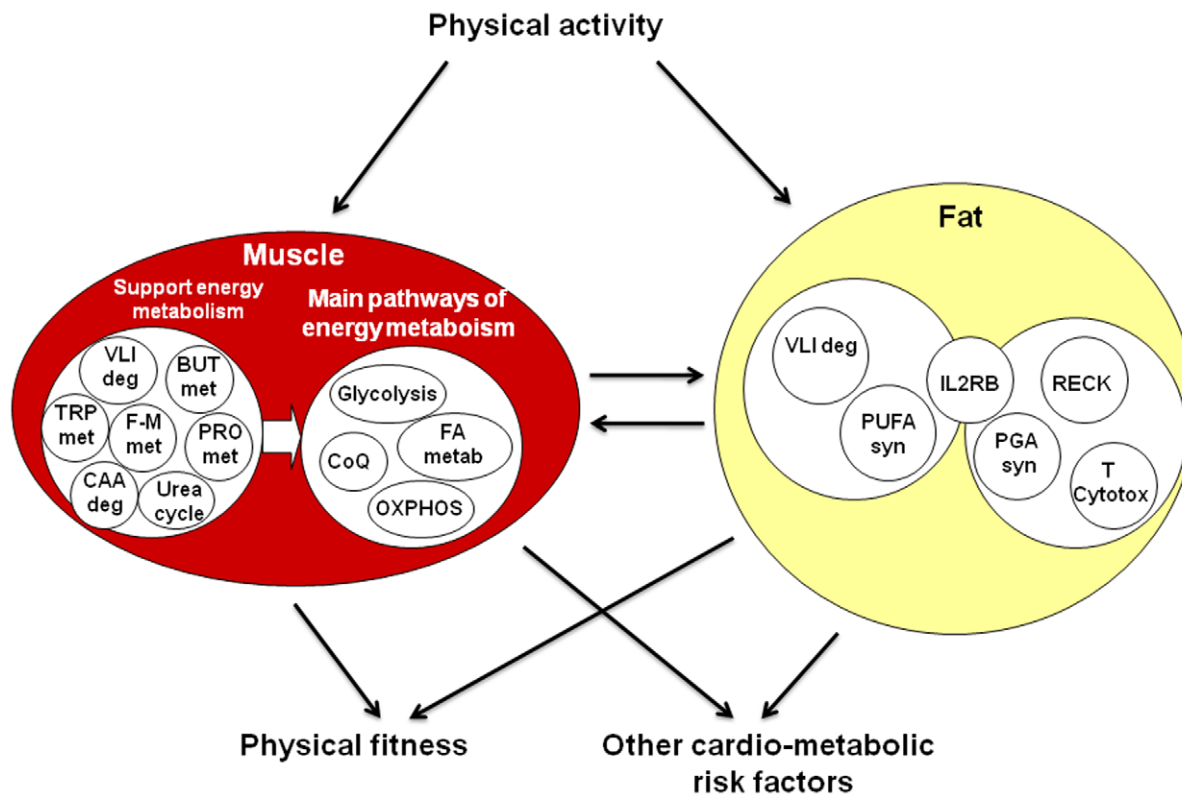 Physical activity
Muscle
Support energy
metabolism
Main pathways of
energy metaboism
VLI
deg
BUT
met
TRP
met
F-M
met
PRO
met
CAA
deg
Urea
cycle
Glycolysis
CoQ
FA
metab
OXPHOS
Fat
VLI deg
PUFA
syn
IL2RB
RECK
PGA
syn
T
Cytotox
Physical fitness
Other cardio-metabolic
risk factors